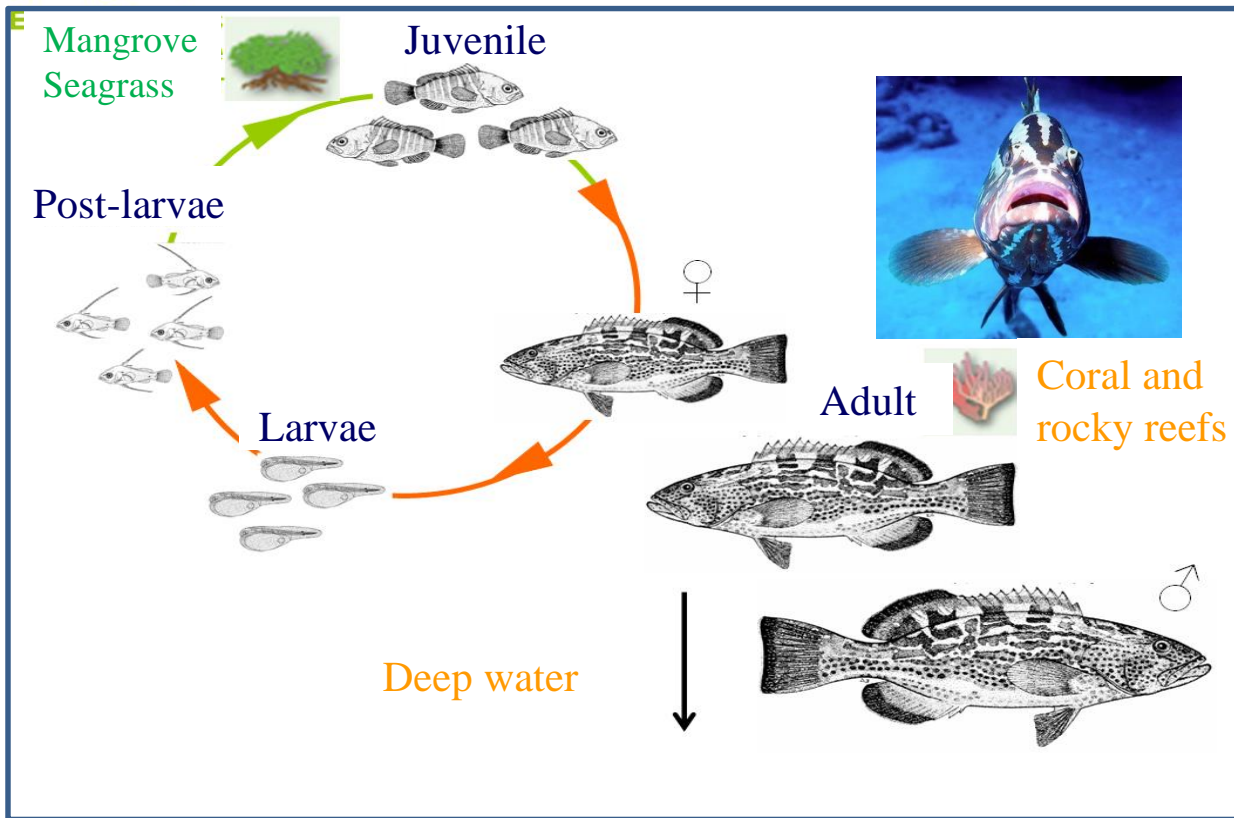 E
Mangrove
Seagrass
Juvenile
Post-larvae
♀
Larvae
Adult
Coral and
rocky reefs
♂
Deep water